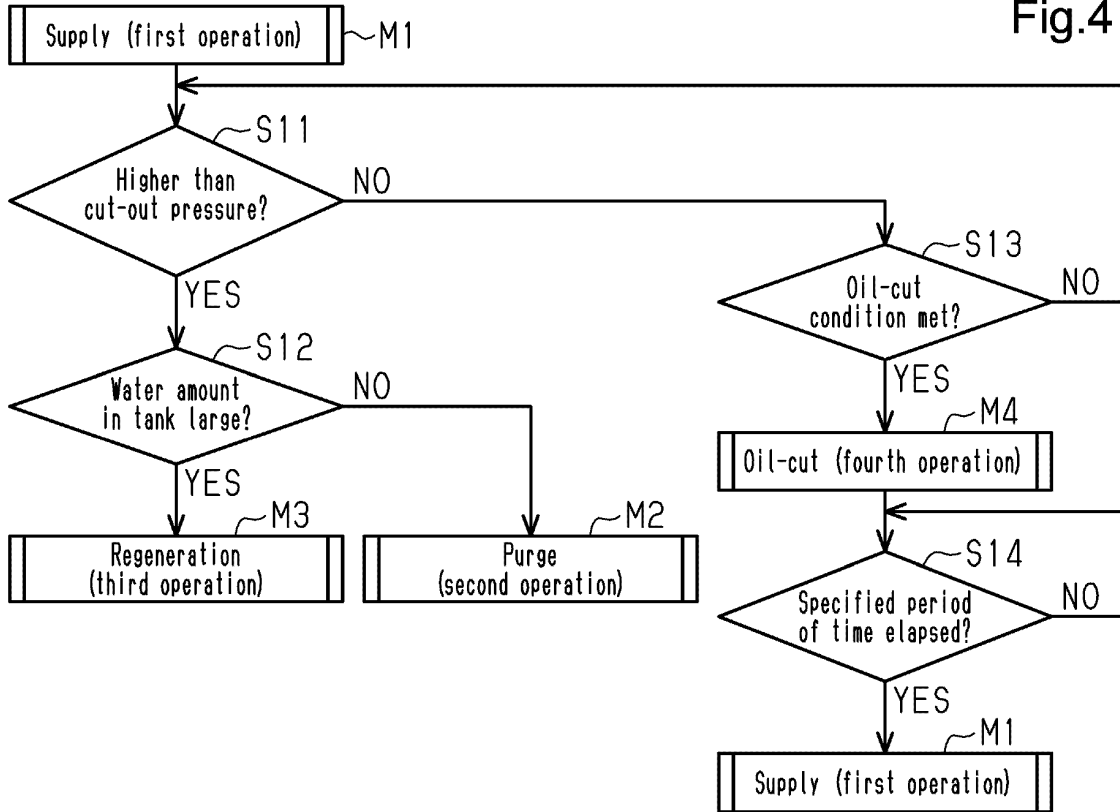 Fig.4
Supply (first operation)
M1
S11
Higher than
cut-out pressure?
NO
YES
S13
Oil-cut
condition met?
NO
YES
S12
Water amount
in tank large?
NO
YES
M4
Oil-cut (fourth operation)
M3
Regeneration
(third operation)
M2
Purge
(second operation)
S14
Specified period
of time elapsed?
NO
YES
M1
Supply (first operation)